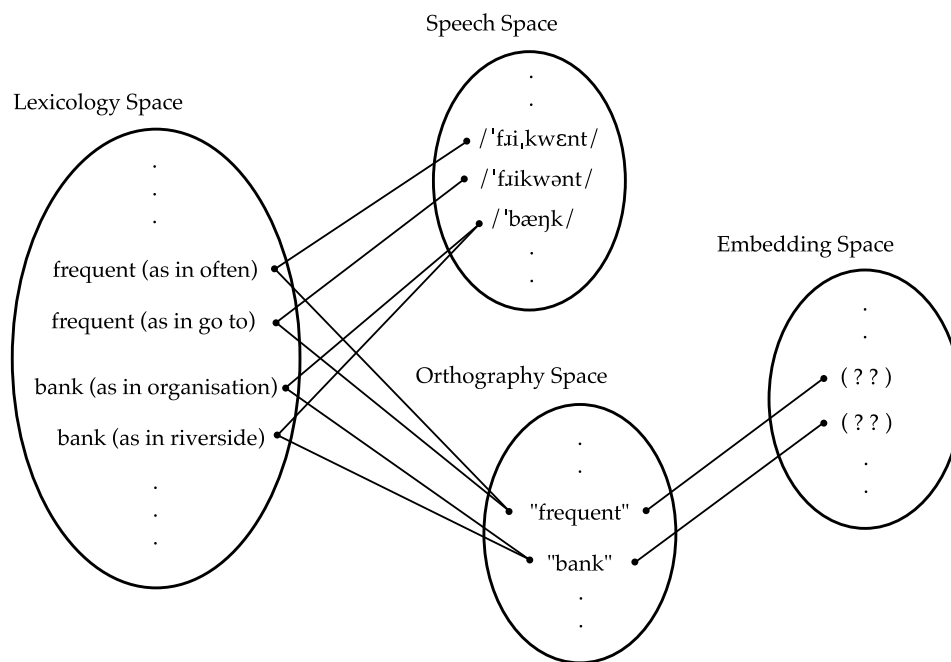 Speech Space
Lexicology Space
/ˈfɹiˌkwɛnt/
/ˈfɹikwənt/
/ˈbæŋk/
Embedding Space
frequent (as in often)
frequent (as in go to)
bank (as in organisation)
bank (as in riverside)
Orthography Space
(??)
(??)
"frequent"
"bank"